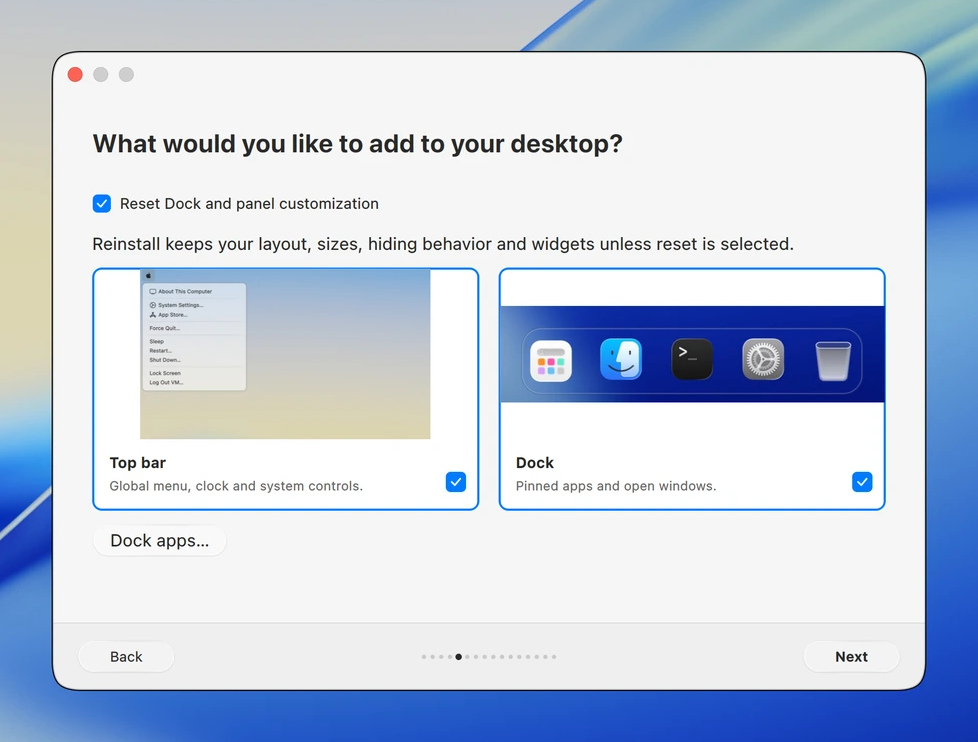 What would you like to add to your desktop?
Reset Dock and panel customization
Reinstall keeps your layout, sizes, hiding behavior and widgets unless reset is selected.
About This Computer
System Settings...
App Store...
Force Quit...
Sleep
Restart...
Shut Down...
Lock Screen
Log Out VM...
Top bar
Global menu, clock and system controls.
>_
Dock
Pinned apps and open windows.
Dock apps...
Back
Next